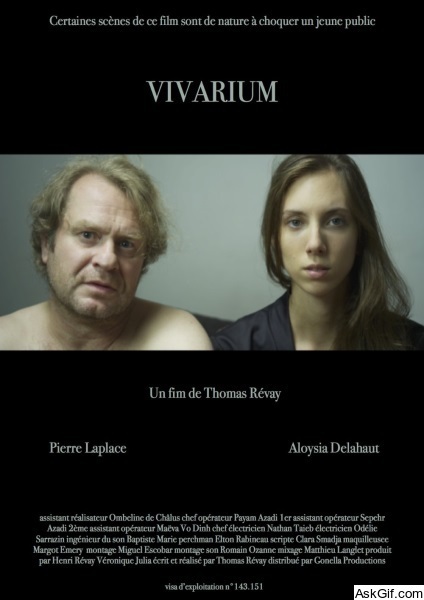 Certaines scènes de ce film sont de nature à choquer un jeune public
VIVARIUM
Un fim de Thomas Révay
Pierre Laplace Aloysia Delahaut
assistant réalisateur Ombeline de Châlus chef opérateur Payam Azadi 1er assistant opérateur Sepehr
Azadi 2ème assistant opérateur Maëva Vo Dinh chef électricien Nathan Taieb électricien Odélie
Sarrazin ingénieur du son Baptiste Marie perchman Elton Rabineau scripte Clara Smadja maquilleusee
Margot Emery montage Miguel Escobar montage son Romain Ozanne mixage Matthieu Langlet produit
par Henri Révay Véronique Julia écrit et réalisé par Thomas Révay distribué par Gonella Productions
visa d'exploitation n°143.151
AskGif.com